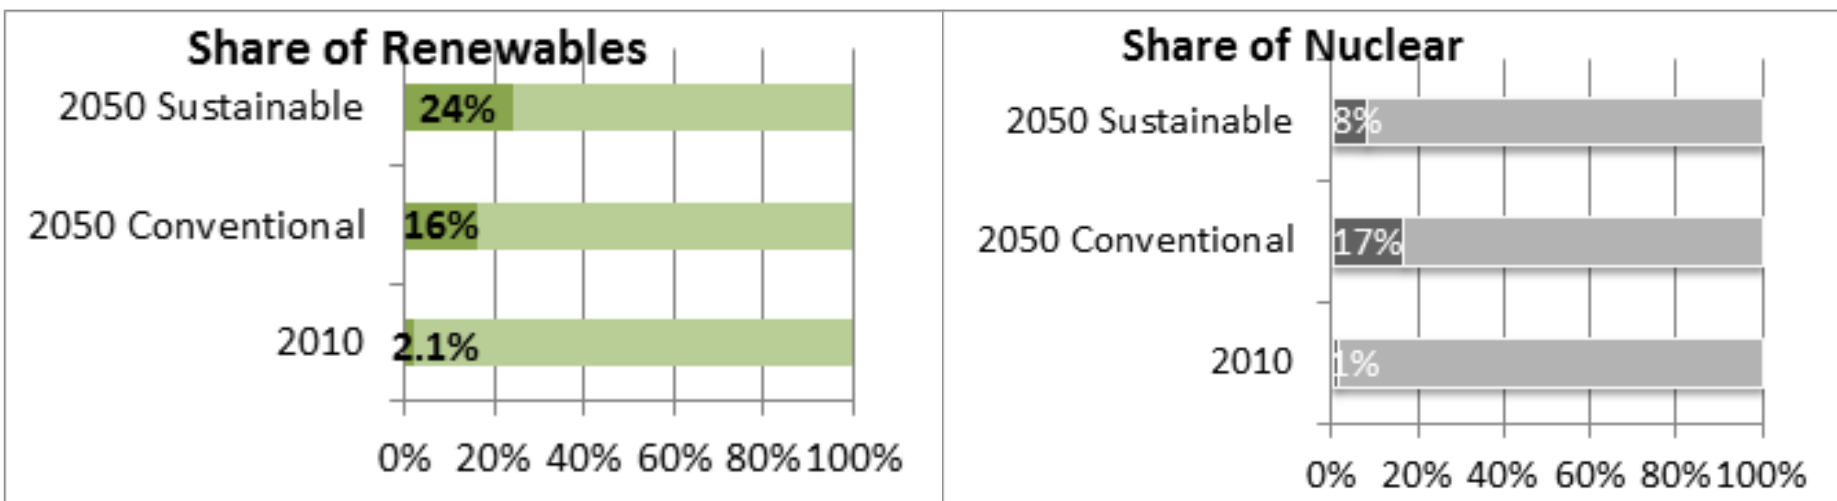 Share of Renewables
2050 Sustainable
24%
2050 Conventional
16%
2010
2.1%
0% 20% 40% 60% 80% 100%
Share of Nuclear
2050 Sustainable
8%
2050 Conventional
17%
2010
1%
0% 20% 40% 60% 80% 100%